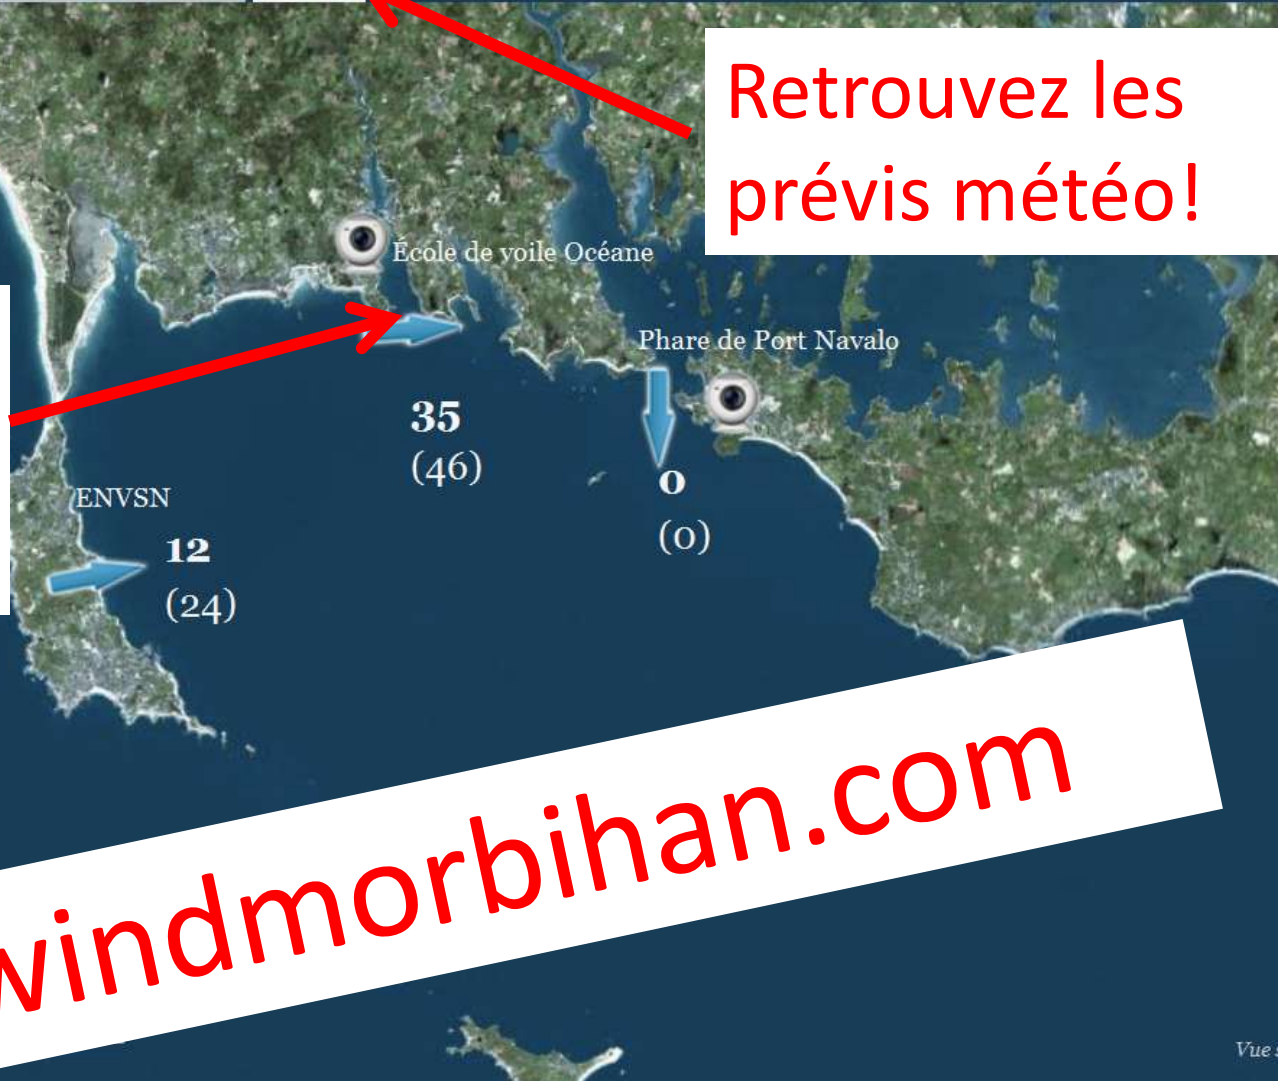 Retrouvez les
prévis météo!
École de voile Océane
Phare de Port Navalo
35
(46)
0
(0)
ENVSN
12
(24)
windmorbihan.com
Vue